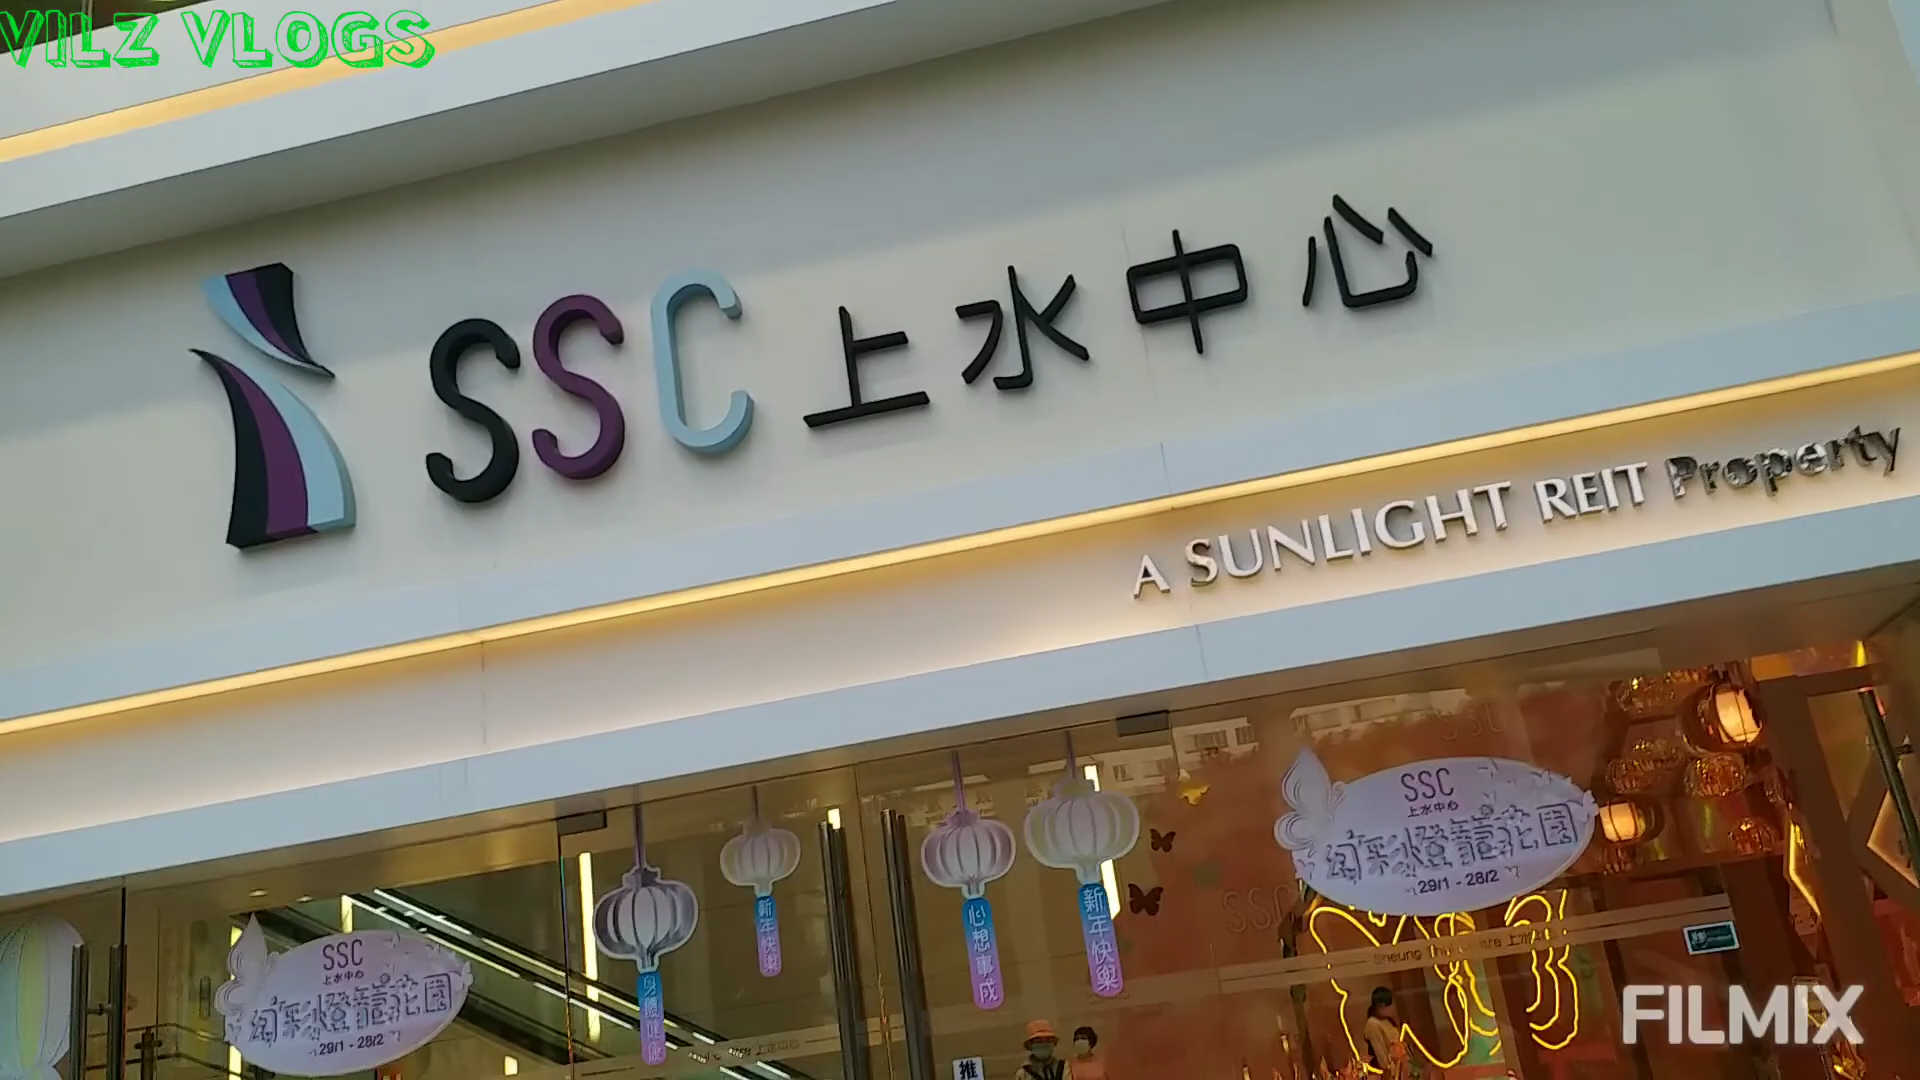 VILZ VLOGS
SSC 上水中心
A SUNLIGHT REIT Property
SSC
上水中心
幻彩燈籠花園
29/1 - 28/2
新年快樂
心想事成
新年快樂
身體健康
SSC
上水中心
幻彩燈籠花園
29/1 - 28/2
推
FILMIX